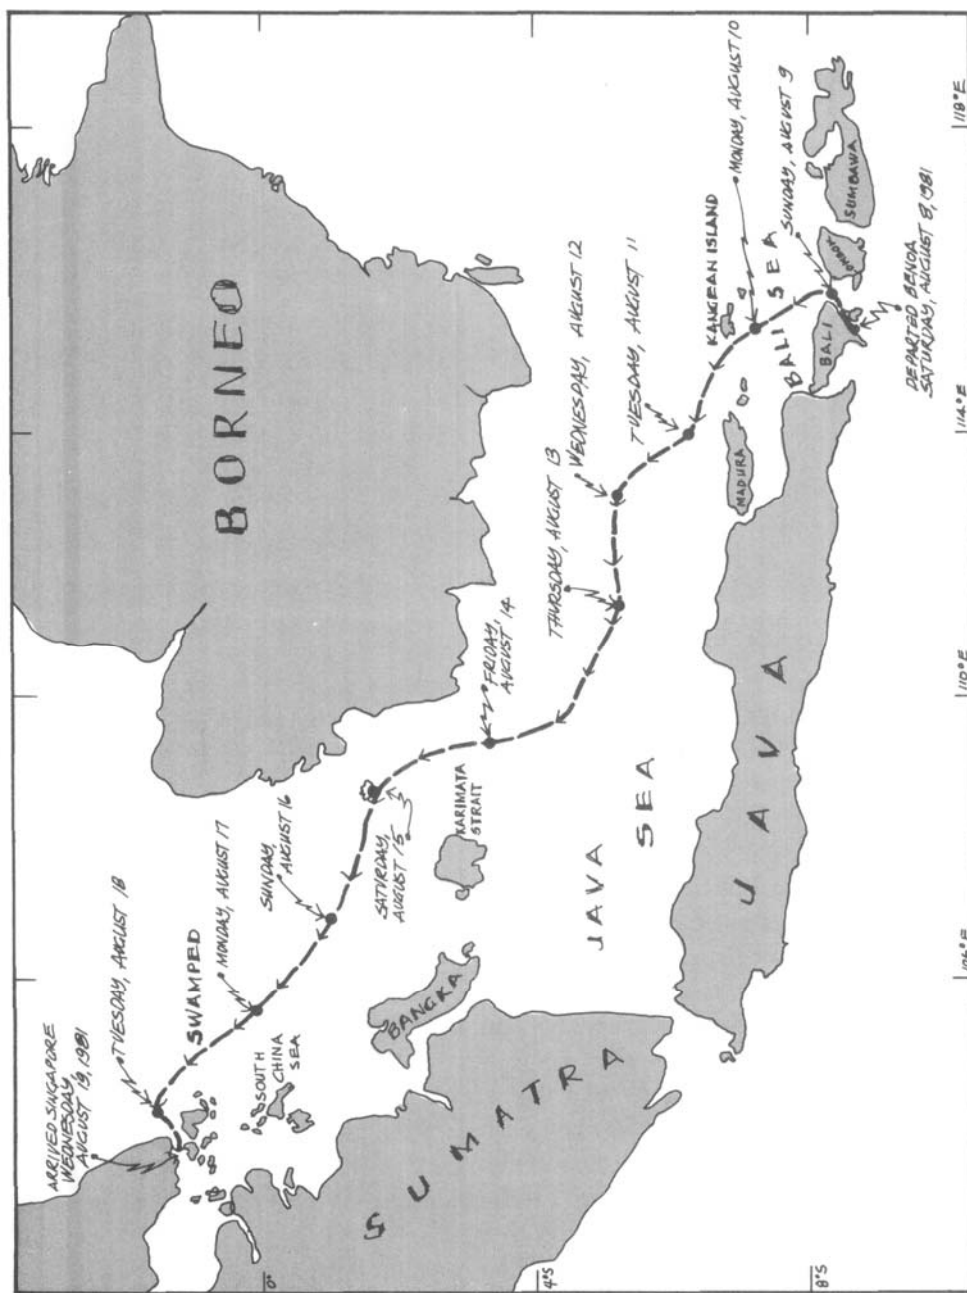 ARRIVED SINGAPORE
WEDNESDAY,
AUGUST 19, 1981
TUESDAY, AUGUST 18
SWAMPED
MONDAY, AUGUST 17
SUNDAY,
AUGUST 16
SATURDAY,
AUGUST 15
FRIDAY,
AUGUST 14
THURSDAY, AUGUST 13
WEDNESDAY, AUGUST 12
TUESDAY, AUGUST 11
MONDAY, AUGUST 10
SUNDAY, AUGUST 9
DEPARTED BENOA
SATURDAY, AUGUST 8, 1981
BORNEO
SOUTH
CHINA
SEA
BANGKA
KARIMATA
STRAIT
SUMATRA
JAVA
SEA
JAVA
MADURA
KANGEAN ISLAND
BALI SEA
BALI
LOMBOK
SUMBAWA
0°
4°S
8°S
106°E
110°E
114°E
118°E